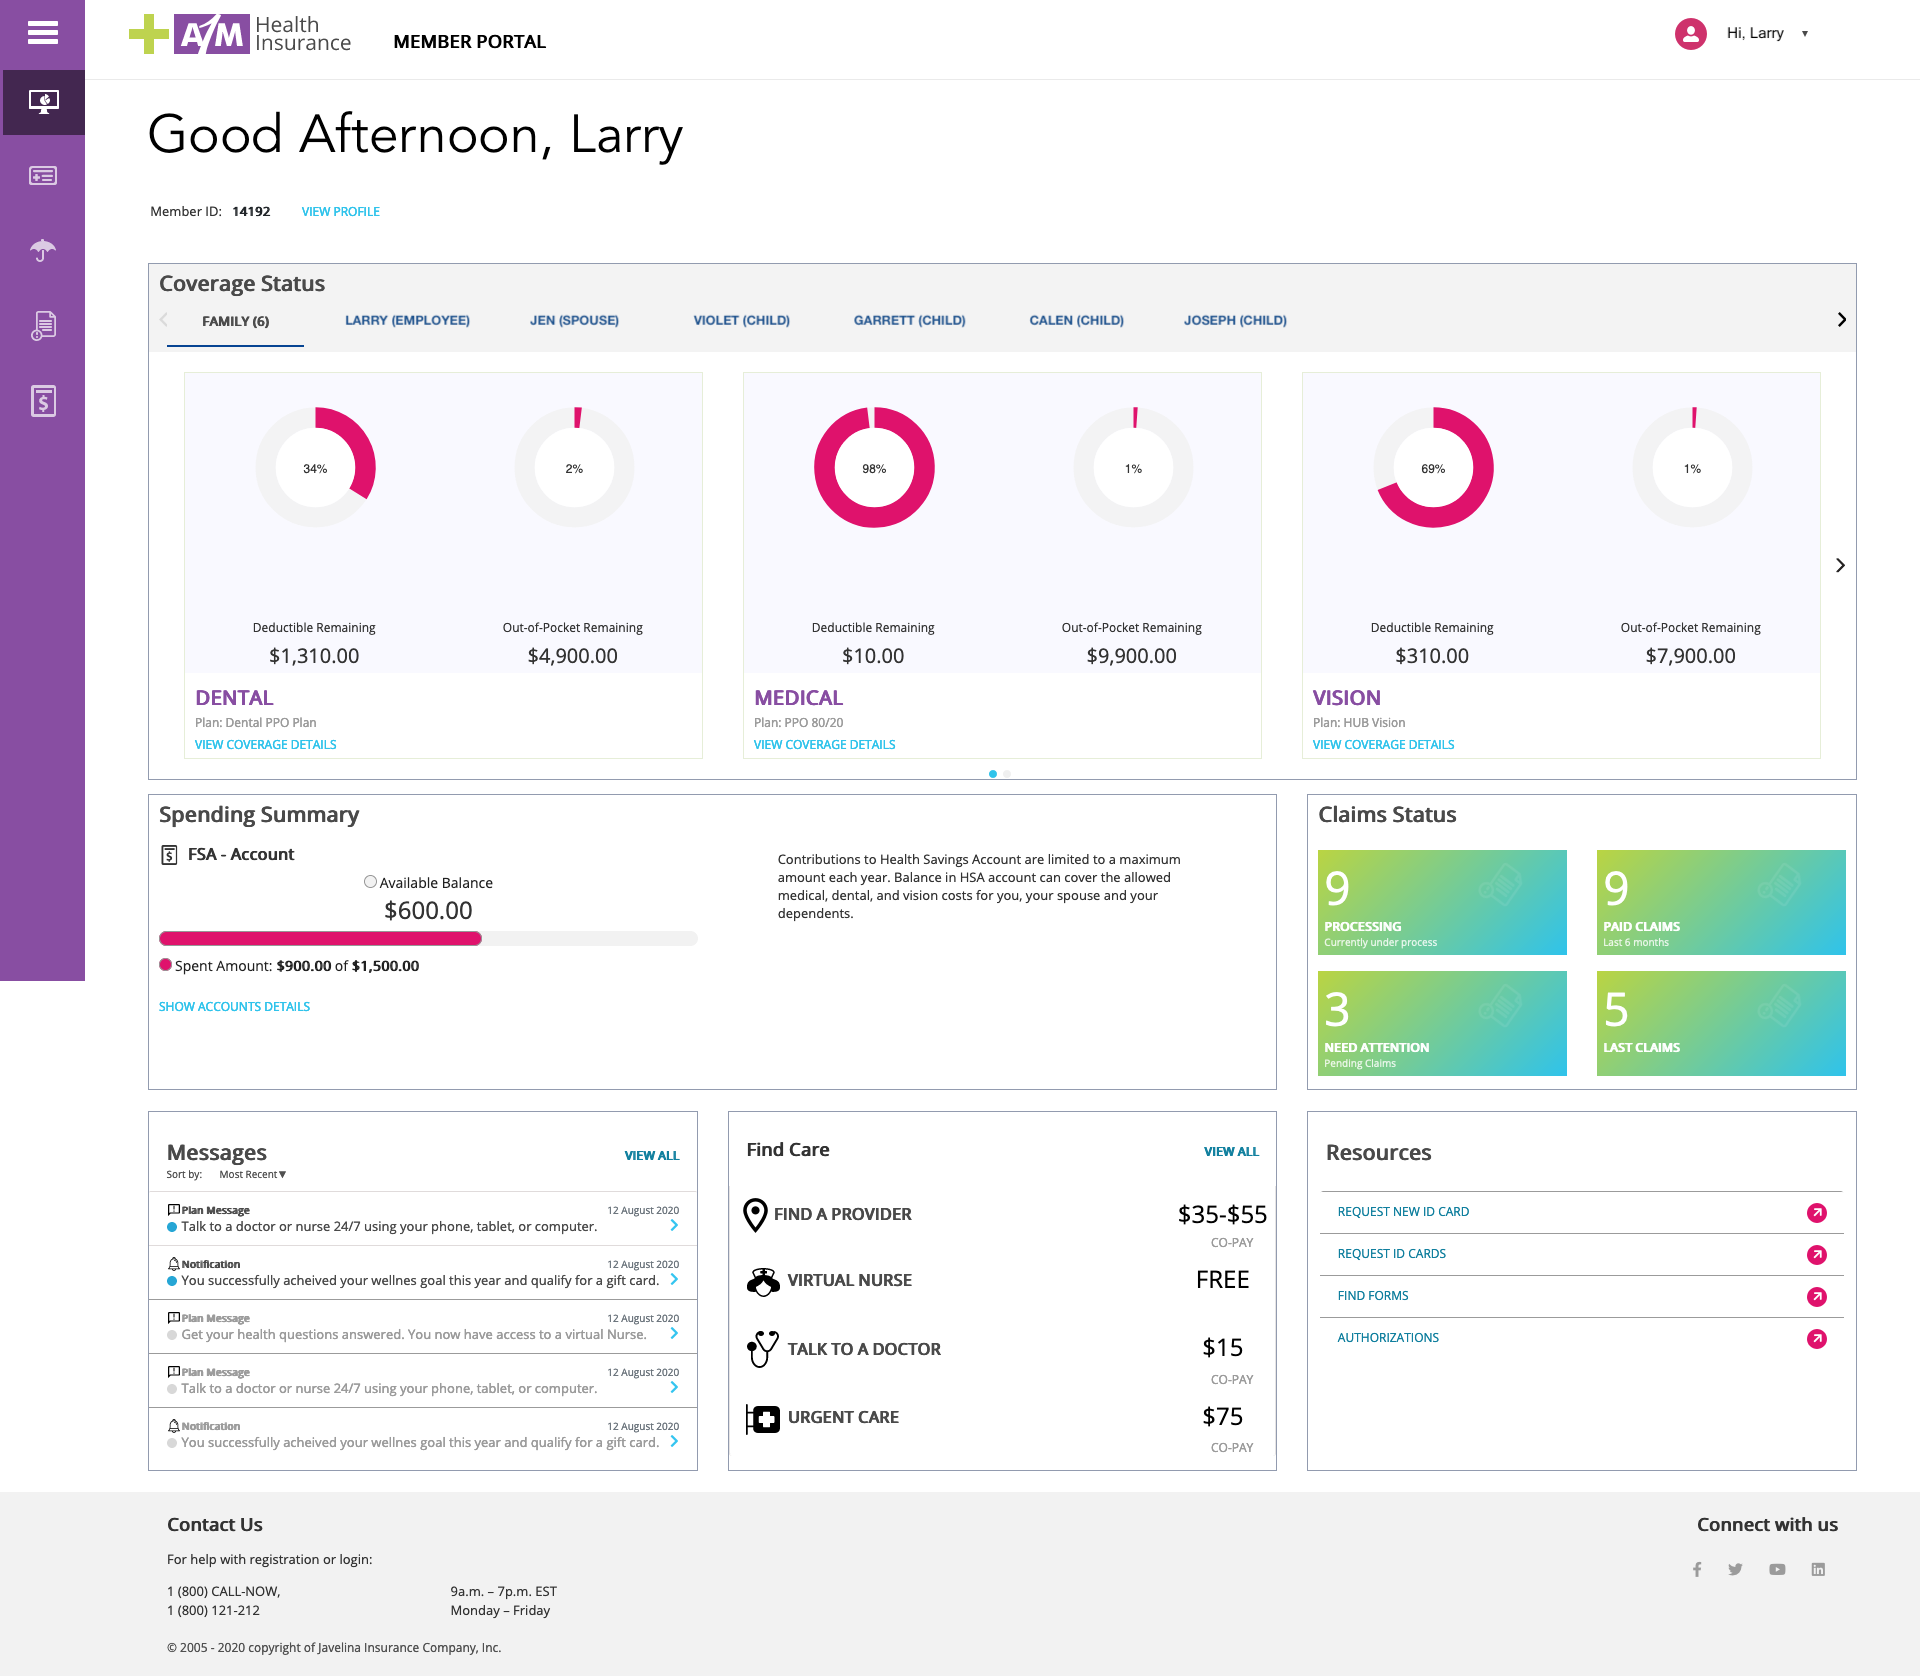 AIM Health Insurance
MEMBER PORTAL
Hi, Larry ▼
Good Afternoon, Larry
Member ID: 14192 VIEW PROFILE
Coverage Status
FAMILY (6) LARRY (EMPLOYEE) JEN (SPOUSE) VIOLET (CHILD) GARRETT (CHILD) CALEN (CHILD) JOSEPH (CHILD)
34% 2% 98% 1% 69% 1%
Deductible Remaining Out-of-Pocket Remaining Deductible Remaining Out-of-Pocket Remaining Deductible Remaining Out-of-Pocket Remaining
$1,310.00 $4,900.00 $10.00 $9,900.00 $310.00 $7,900.00
DENTAL MEDICAL VISION
Plan: Dental PPO Plan Plan: PPO 80/20 Plan: HUB Vision
VIEW COVERAGE DETAILS VIEW COVERAGE DETAILS VIEW COVERAGE DETAILS
Spending Summary
FSA - Account
Available Balance
$600.00
Spent Amount: $900.00 of $1,500.00
SHOW ACCOUNTS DETAILS
Contributions to Health Savings Account are limited to a maximum
amount each year. Balance in HSA account can cover the allowed
medical, dental, and vision costs for you, your spouse and your
dependents.
Claims Status
9
PROCESSING
Currently under process
9
PAID CLAIMS
Last 6 months
3
NEED ATTENTION
Pending Claims
5
LAST CLAIMS
Messages VIEW ALL
Sort by: Most Recent▼
Plan Message 12 August 2020
Talk to a doctor or nurse 24/7 using your phone, tablet, or computer.
Notification 12 August 2020
You successfully acheived your wellnes goal this year and qualify for a gift card.
Plan Message 12 August 2020
Get your health questions answered. You now have access to a virtual Nurse.
Plan Message 12 August 2020
Talk to a doctor or nurse 24/7 using your phone, tablet, or computer.
Notification 12 August 2020
You successfully acheived your wellnes goal this year and qualify for a gift card.
Find Care VIEW ALL
FIND A PROVIDER $35-$55
CO-PAY
VIRTUAL NURSE FREE
TALK TO A DOCTOR $15
CO-PAY
URGENT CARE $75
CO-PAY
Resources
REQUEST NEW ID CARD
REQUEST ID CARDS
FIND FORMS
AUTHORIZATIONS
Contact Us
For help with registration or login:
1 (800) CALL-NOW, 9a.m. – 7p.m. EST
1 (800) 121-212 Monday – Friday
© 2005 - 2020 copyright of Javelina Insurance Company, Inc.
Connect with us